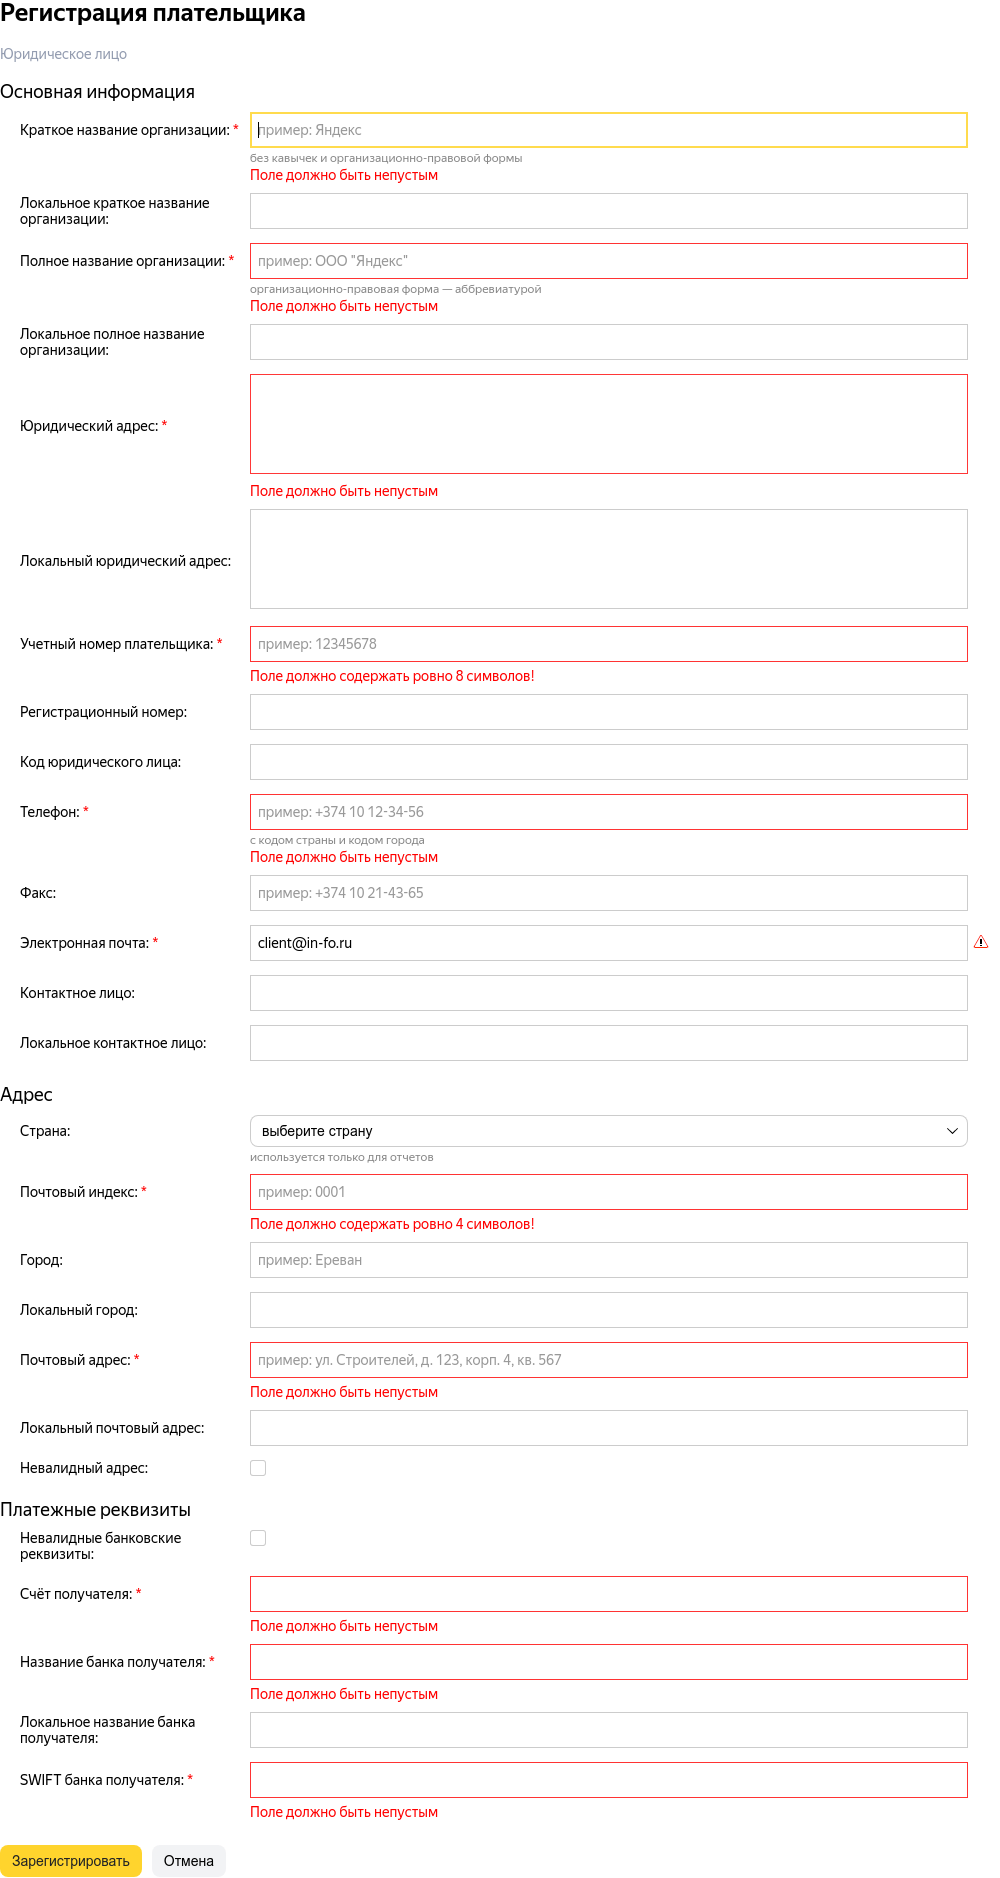 Регистрация плательщика
Юридическое лицо
Основная информация
Краткое название организации: *
пример: Яндекс
без кавычек и организационно-правовой формы
Поле должно быть непустым
Локальное краткое название
организации:
Полное название организации: *
пример: ООО "Яндекс"
организационно-правовая форма — аббревиатурой
Поле должно быть непустым
Локальное полное название
организации:
Юридический адрес: *
Поле должно быть непустым
Локальный юридический адрес:
Учетный номер плательщика: *
пример: 12345678
Поле должно содержать ровно 8 символов!
Регистрационный номер:
Код юридического лица:
Телефон: *
пример: +374 10 12-34-56
с кодом страны и кодом города
Поле должно быть непустым
Факс:
пример: +374 10 21-43-65
Электронная почта: *
client@in-fo.ru
Контактное лицо:
Локальное контактное лицо:
Адрес
Страна:
выберите страну
используется только для отчетов
Почтовый индекс: *
пример: 0001
Поле должно содержать ровно 4 символов!
Город:
пример: Ереван
Локальный город:
Почтовый адрес: *
пример: ул. Строителей, д. 123, корп. 4, кв. 567
Поле должно быть непустым
Локальный почтовый адрес:
Невалидный адрес:
Платежные реквизиты
Невалидные банковские
реквизиты:
Счёт получателя: *
Поле должно быть непустым
Название банка получателя: *
Поле должно быть непустым
Локальное название банка
получателя:
SWIFT банка получателя: *
Поле должно быть непустым
Зарегистрировать
Отмена